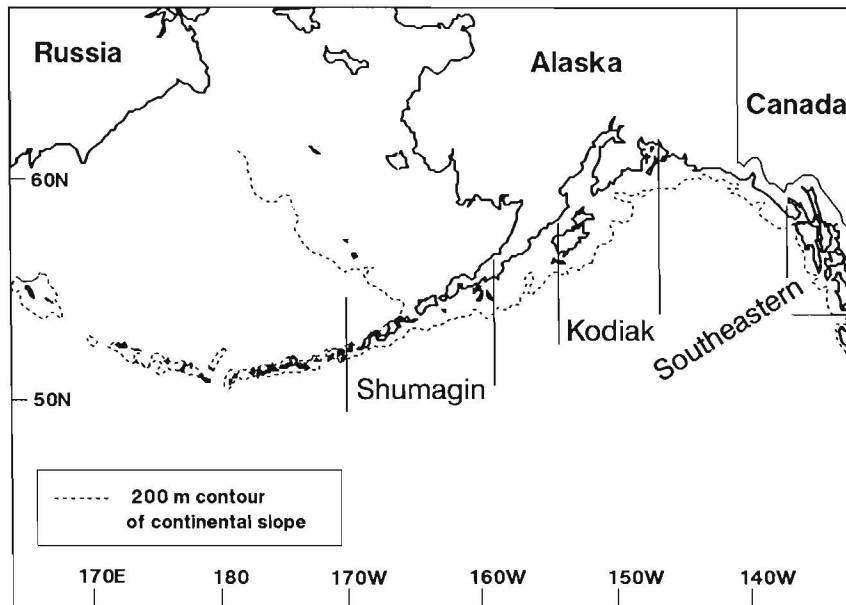 Russia
Alaska
Canada
60N
Kodiak
Southeastern
Shumagin
50N
200 m contour
of continental slope
170E 180 170W 160W 150W 140W